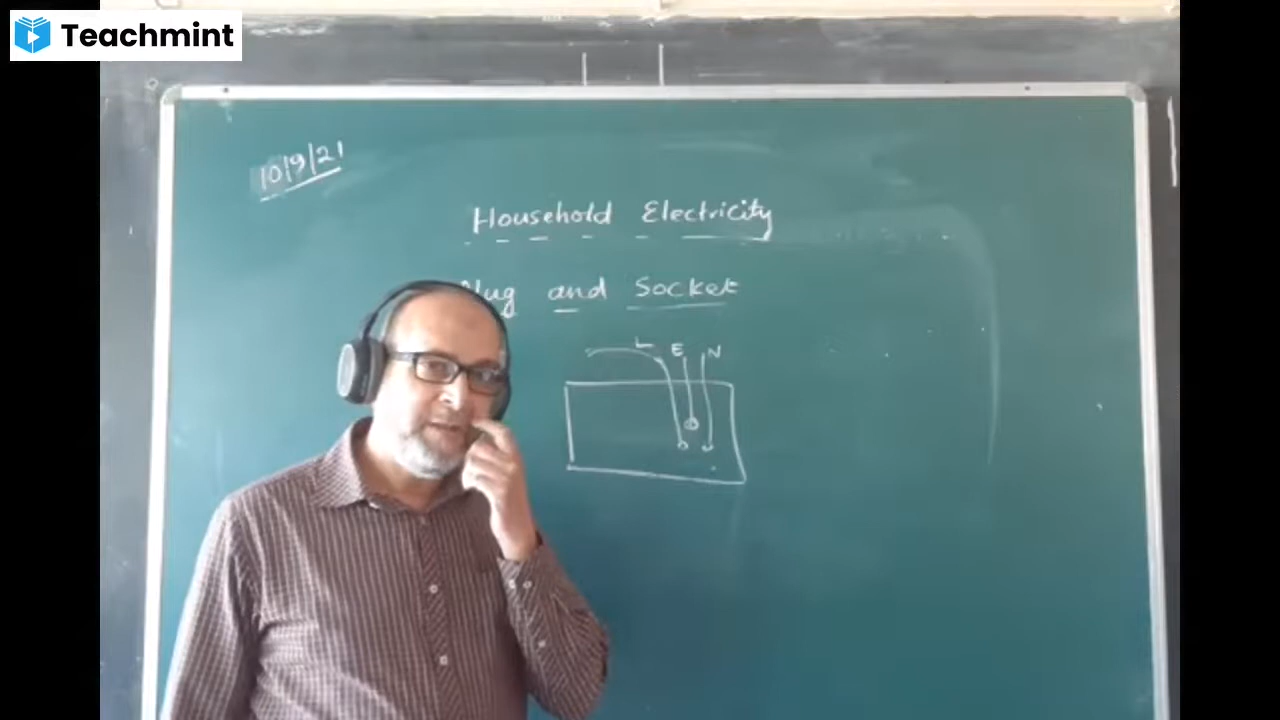 Teachmint
10/9/21
Household Electricity
and Socket
L E N